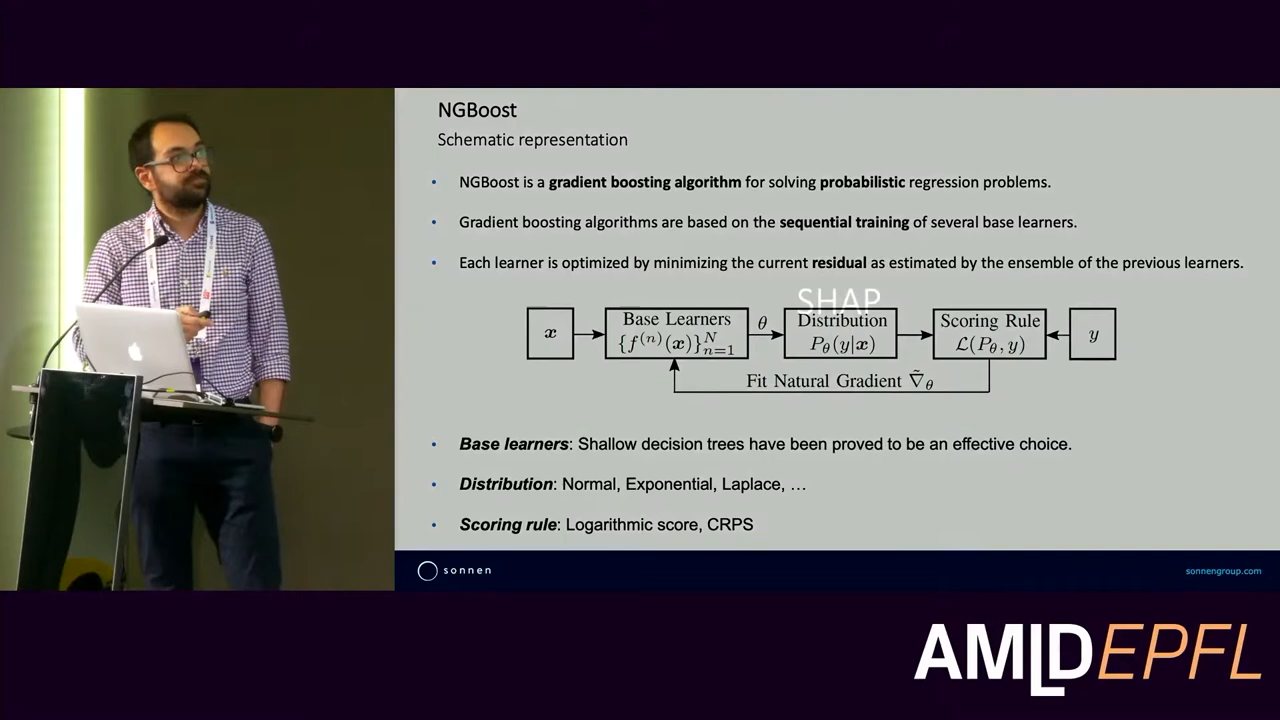 NGBoost
Schematic representation
• NGBoost is a gradient boosting algorithm for solving probabilistic regression problems.
• Gradient boosting algorithms are based on the sequential training of several base learners.
• Each learner is optimized by minimizing the current residual as estimated by the ensemble of the previous learners.
SHAP
x
Base Learners
{f^{(n)}(x)}_{n=1}^{N}
θ
Distribution
P_θ(y|x)
Scoring Rule
ℒ(P_θ, y)
y
Fit Natural Gradient ∇̃_θ
• Base learners: Shallow decision trees have been proved to be an effective choice.
• Distribution: Normal, Exponential, Laplace, …
• Scoring rule: Logarithmic score, CRPS
sonnen
sonnengroup.com
AMLDEPFL